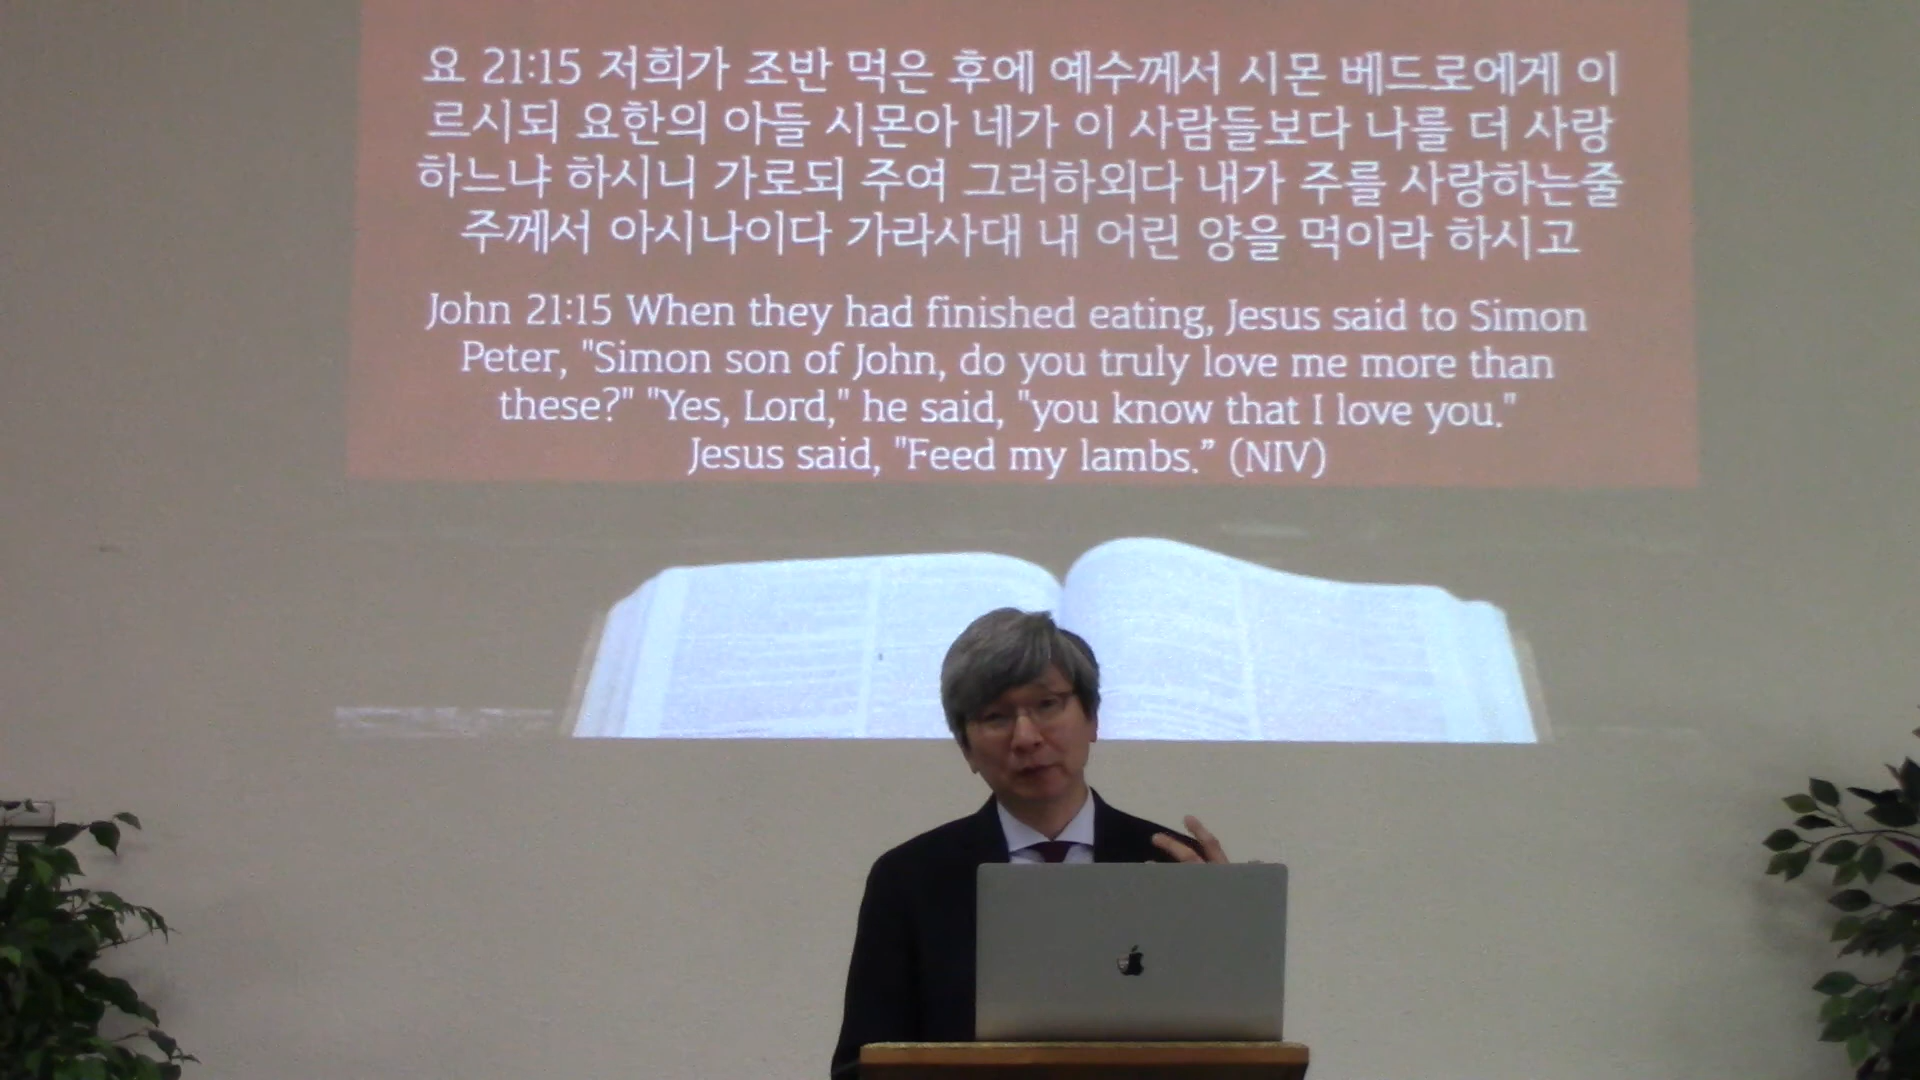 요 21:15 저희가 조반 먹은 후에 예수께서 시몬 베드로에게 이
르시되 요한의 아들 시몬아 네가 이 사람들보다 나를 더 사랑
하느냐 하시니 가로되 주여 그러하외다 내가 주를 사랑하는줄
주께서 아시나이다 가라사대 내 어린 양을 먹이라 하시고
John 21:15 When they had finished eating, Jesus said to Simon
Peter, "Simon son of John, do you truly love me more than
these?" "Yes, Lord," he said, "you know that I love you."
Jesus said, "Feed my lambs.” (NIV)